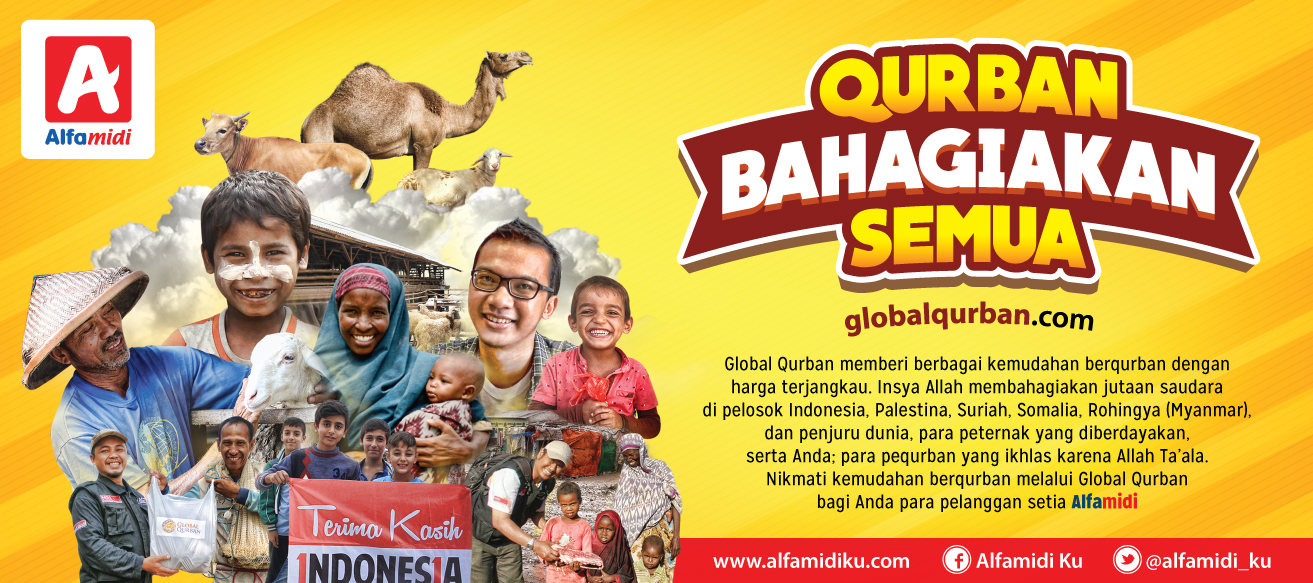 Alfamidi
QURBAN
BAHAGIAKAN
SEMUA
globalqurban.com
Global Qurban memberi berbagai kemudahan berqurban dengan
harga terjangkau. Insya Allah membahagiakan jutaan saudara
di pelosok Indonesia, Palestina, Suriah, Somalia, Rohingya (Myanmar),
dan penjuru dunia, para peternak yang diberdayakan,
serta Anda; para pequrban yang ikhlas karena Allah Ta'ala.
Nikmati kemudahan berqurban melalui Global Qurban
bagi Anda para pelanggan setia Alfamidi
GLOBAL
QURBAN
Terima Kasih
1NDONES1A
www.alfamidiku.com
Alfamidi Ku
@alfamidi_ku